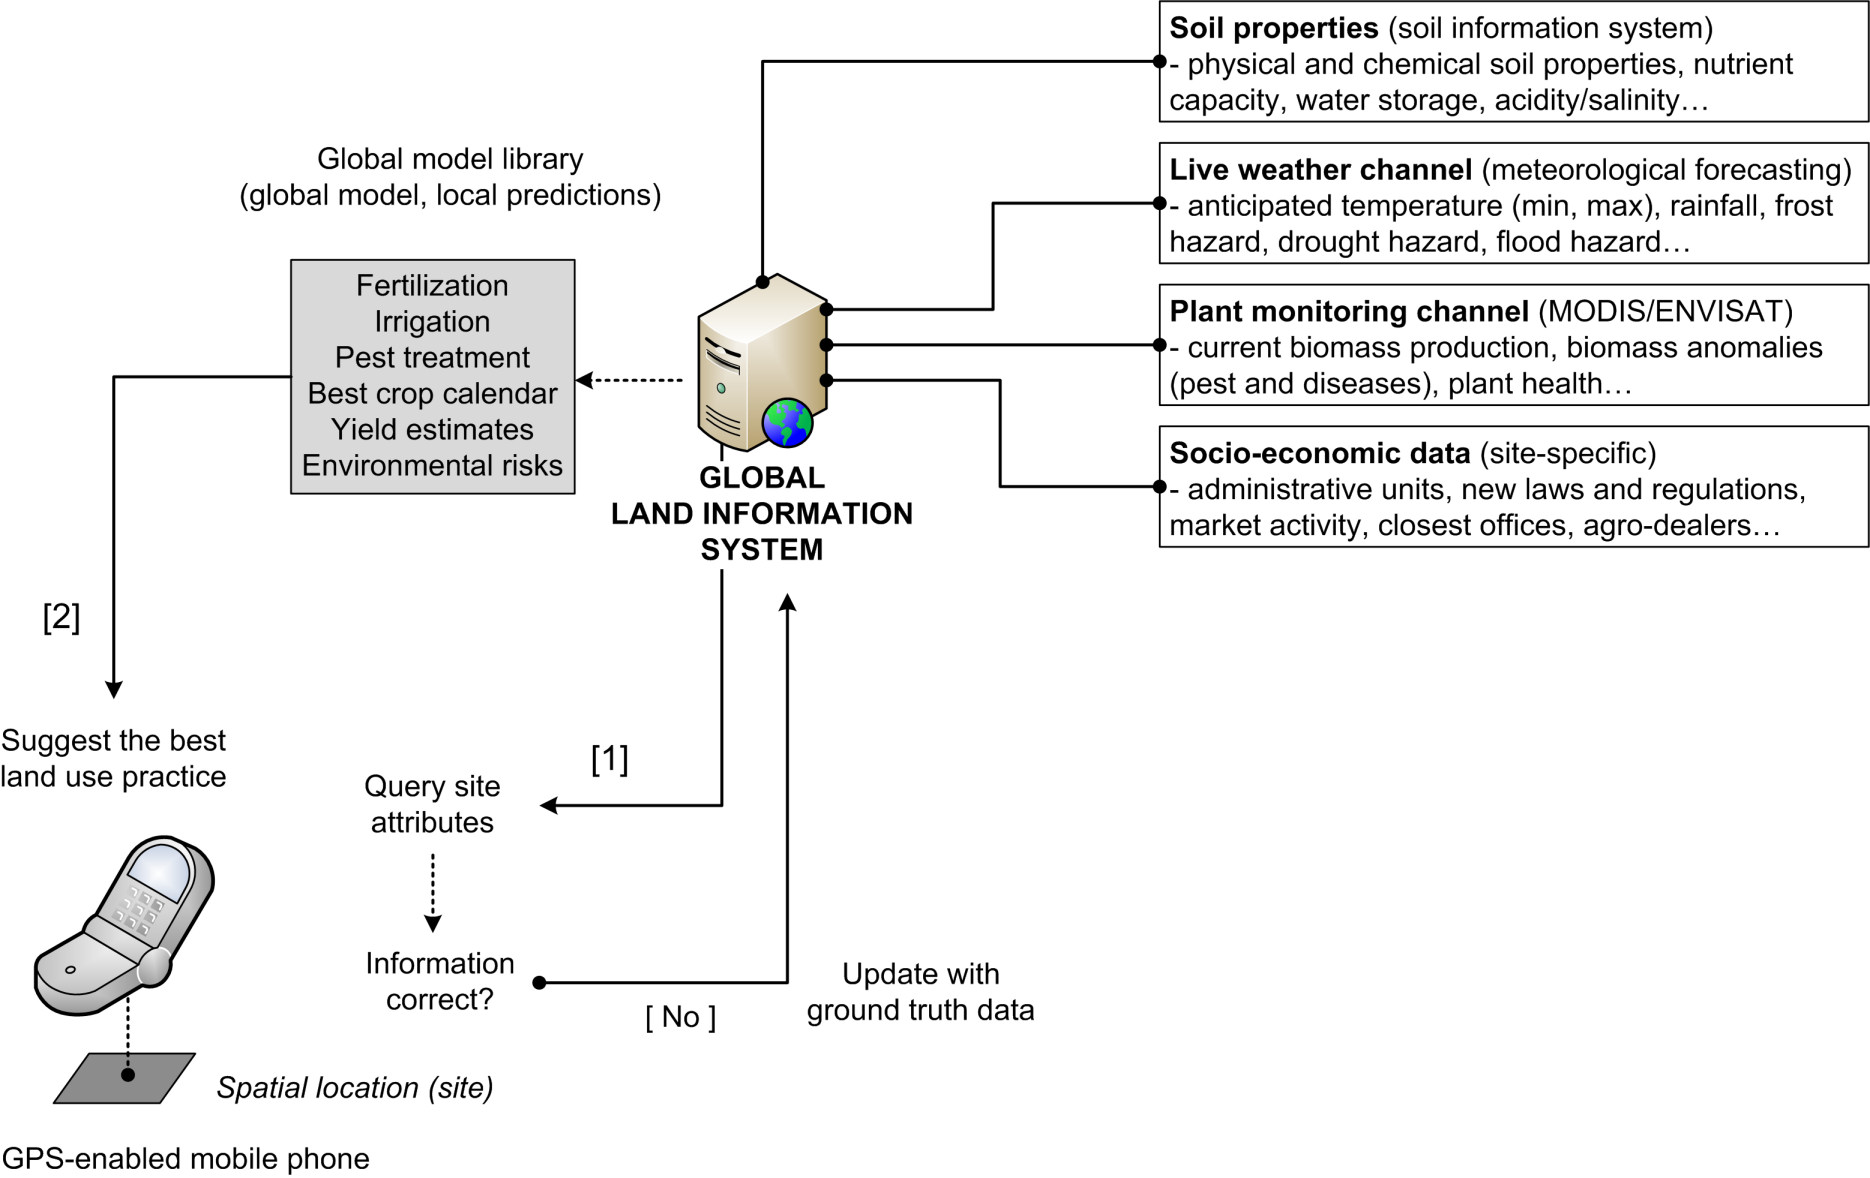 Soil properties (soil information system)
- physical and chemical soil properties, nutrient
capacity, water storage, acidity/salinity…
Live weather channel (meteorological forecasting)
- anticipated temperature (min, max), rainfall, frost
hazard, drought hazard, flood hazard…
Plant monitoring channel (MODIS/ENVISAT)
- current biomass production, biomass anomalies
(pest and diseases), plant health…
Socio-economic data (site-specific)
- administrative units, new laws and regulations,
market activity, closest offices, agro-dealers…
Global model library
(global model, local predictions)
Fertilization
Irrigation
Pest treatment
Best crop calendar
Yield estimates
Environmental risks
GLOBAL
LAND INFORMATION
SYSTEM
[2]
Suggest the best
land use practice
[1]
Query site
attributes
Information
correct?
[ No ]
Update with
ground truth data
Spatial location (site)
GPS-enabled mobile phone